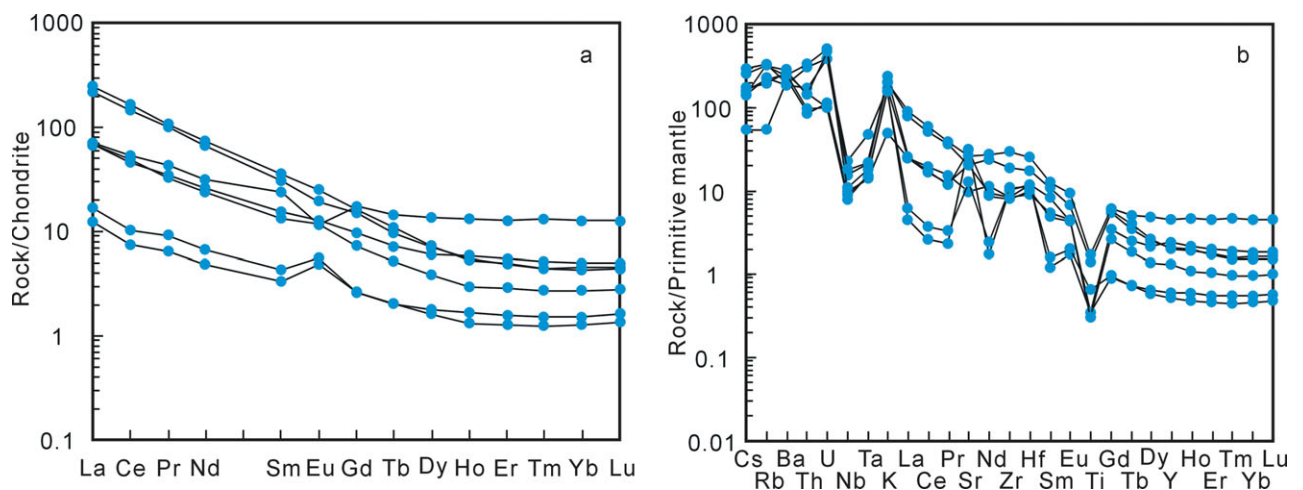 a
Rock/Chondrite
1000
100
10
1
0.1
La Ce Pr Nd Sm Eu Gd Tb Dy Ho Er Tm Yb Lu
b
Rock/Primitive mantle
1000
100
10
1
0.1
0.01
Cs Ba U Ta La Pr Nd Hf Eu Gd Dy Ho Tm Lu
Rb Th Nb K Ce Sr Zr Sm Ti Tb Y Er Yb